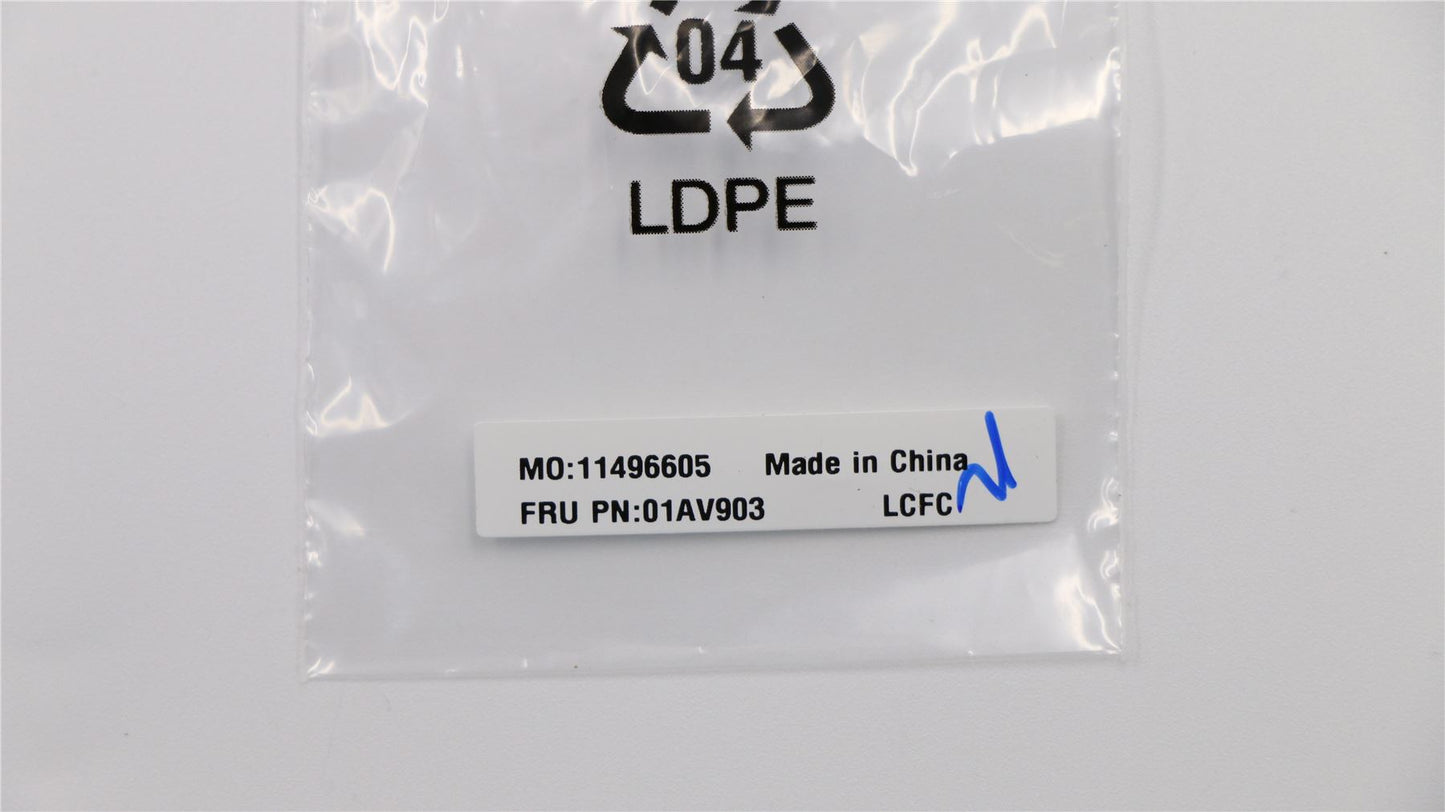 04
LDPE
MO:11496605 Made in China
FRU PN:01AV903 LCFC